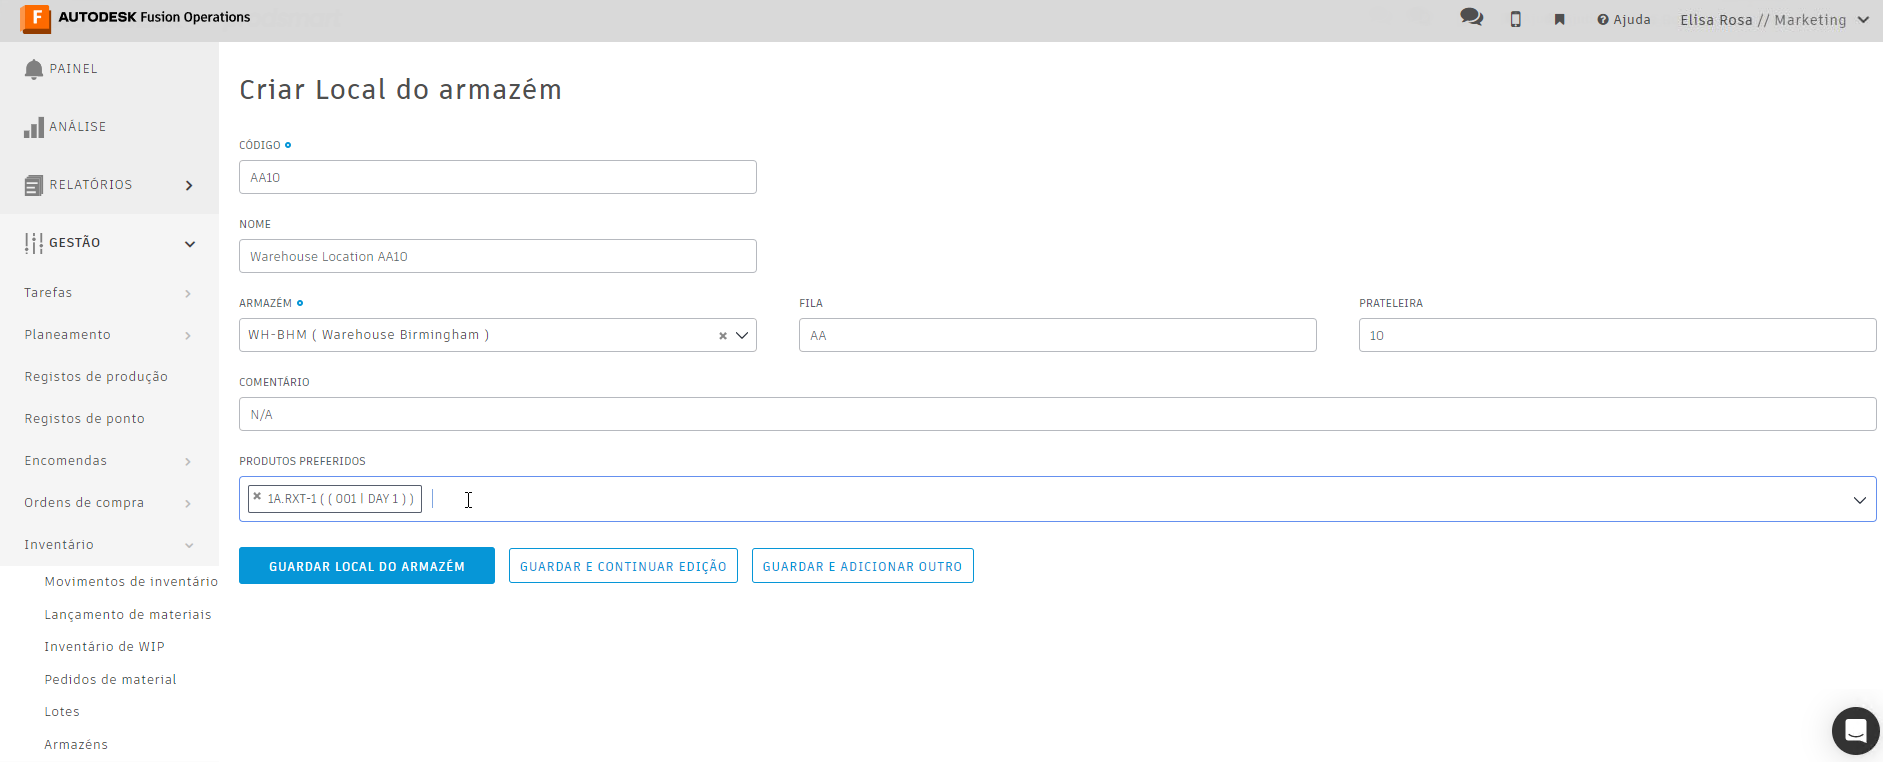 AUTODESK Fusion Operations
Ajuda
Elisa Rosa // Marketing
PAINEL
ANÁLISE
RELATÓRIOS
GESTÃO
Tarefas
Planeamento
Registos de produção
Registos de ponto
Encomendas
Ordens de compra
Inventário
Movimentos de inventário
Lançamento de materiais
Inventário de WIP
Pedidos de material
Lotes
Armazéns
Criar Local do armazém
CÓDIGO
AA10
NOME
Warehouse Location AA10
ARMAZÉM
FILA
PRATELEIRA
WH-BHM ( Warehouse Birmingham )
AA
10
COMENTÁRIO
N/A
PRODUTOS PREFERIDOS
1A.RXT-1 ( ( 001 | DAY 1 ) )
GUARDAR LOCAL DO ARMAZÉM
GUARDAR E CONTINUAR EDIÇÃO
GUARDAR E ADICIONAR OUTRO